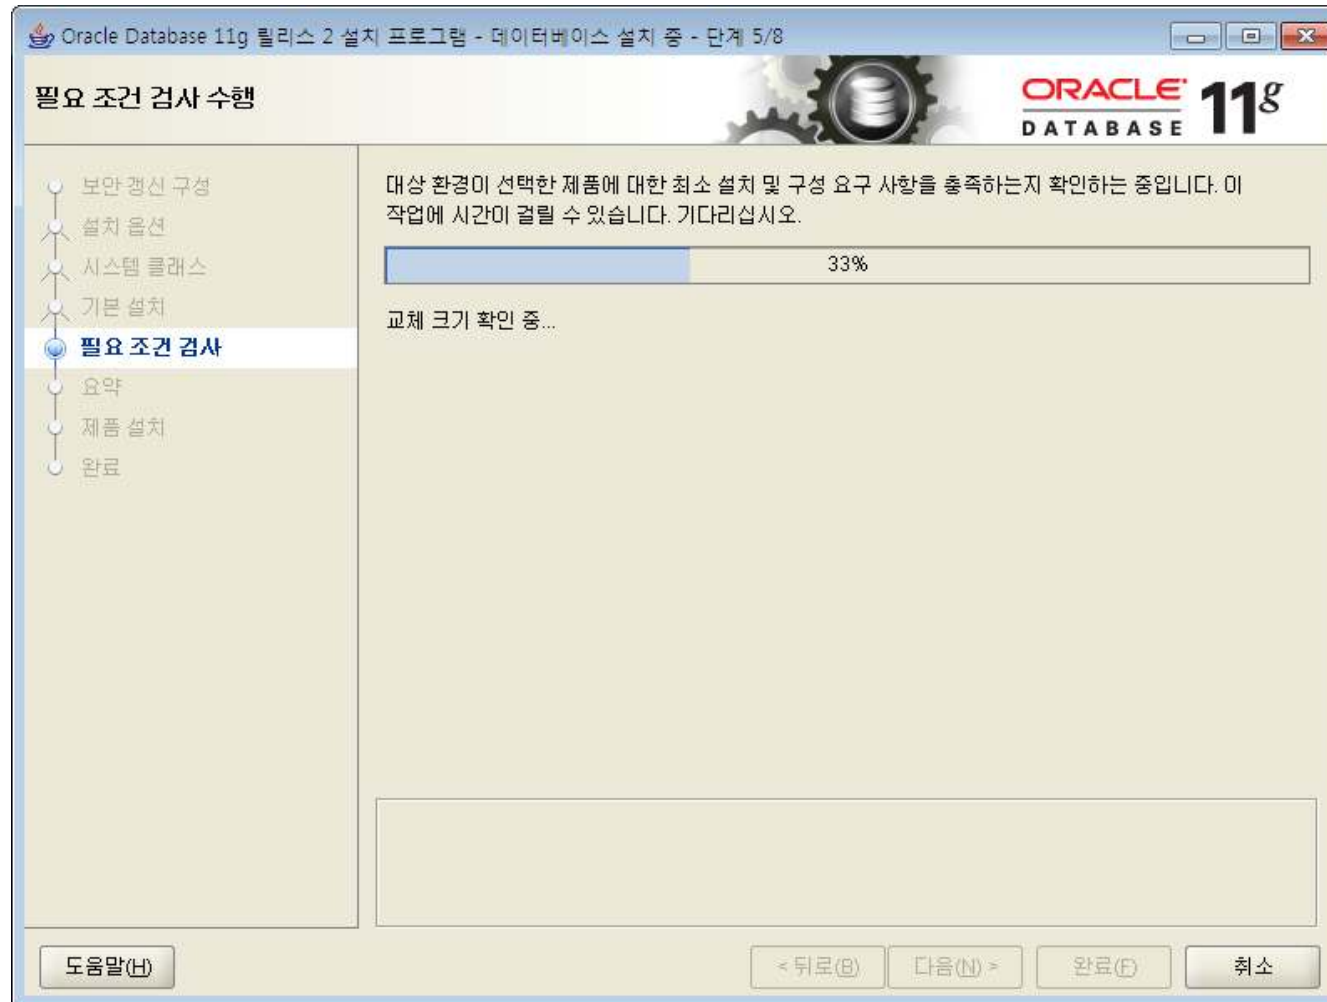 Oracle Database 11g 릴리스 2 설치 프로그램 - 데이터베이스 설치 중 - 단계 5/8
필요 조건 검사 수행
ORACLE
DATABASE
11g
보안 갱신 구성
설치 옵션
시스템 클래스
기본 설치
필요 조건 검사
요약
제품 설치
완료
대상 환경이 선택한 제품에 대한 최소 설치 및 구성 요구 사항을 충족하는지 확인하는 중입니다. 이
작업에 시간이 걸릴 수 있습니다. 기다리십시오.
33%
교체 크기 확인 중...
도움말(H)
< 뒤로(B)
다음(N) >
완료(F)
취소